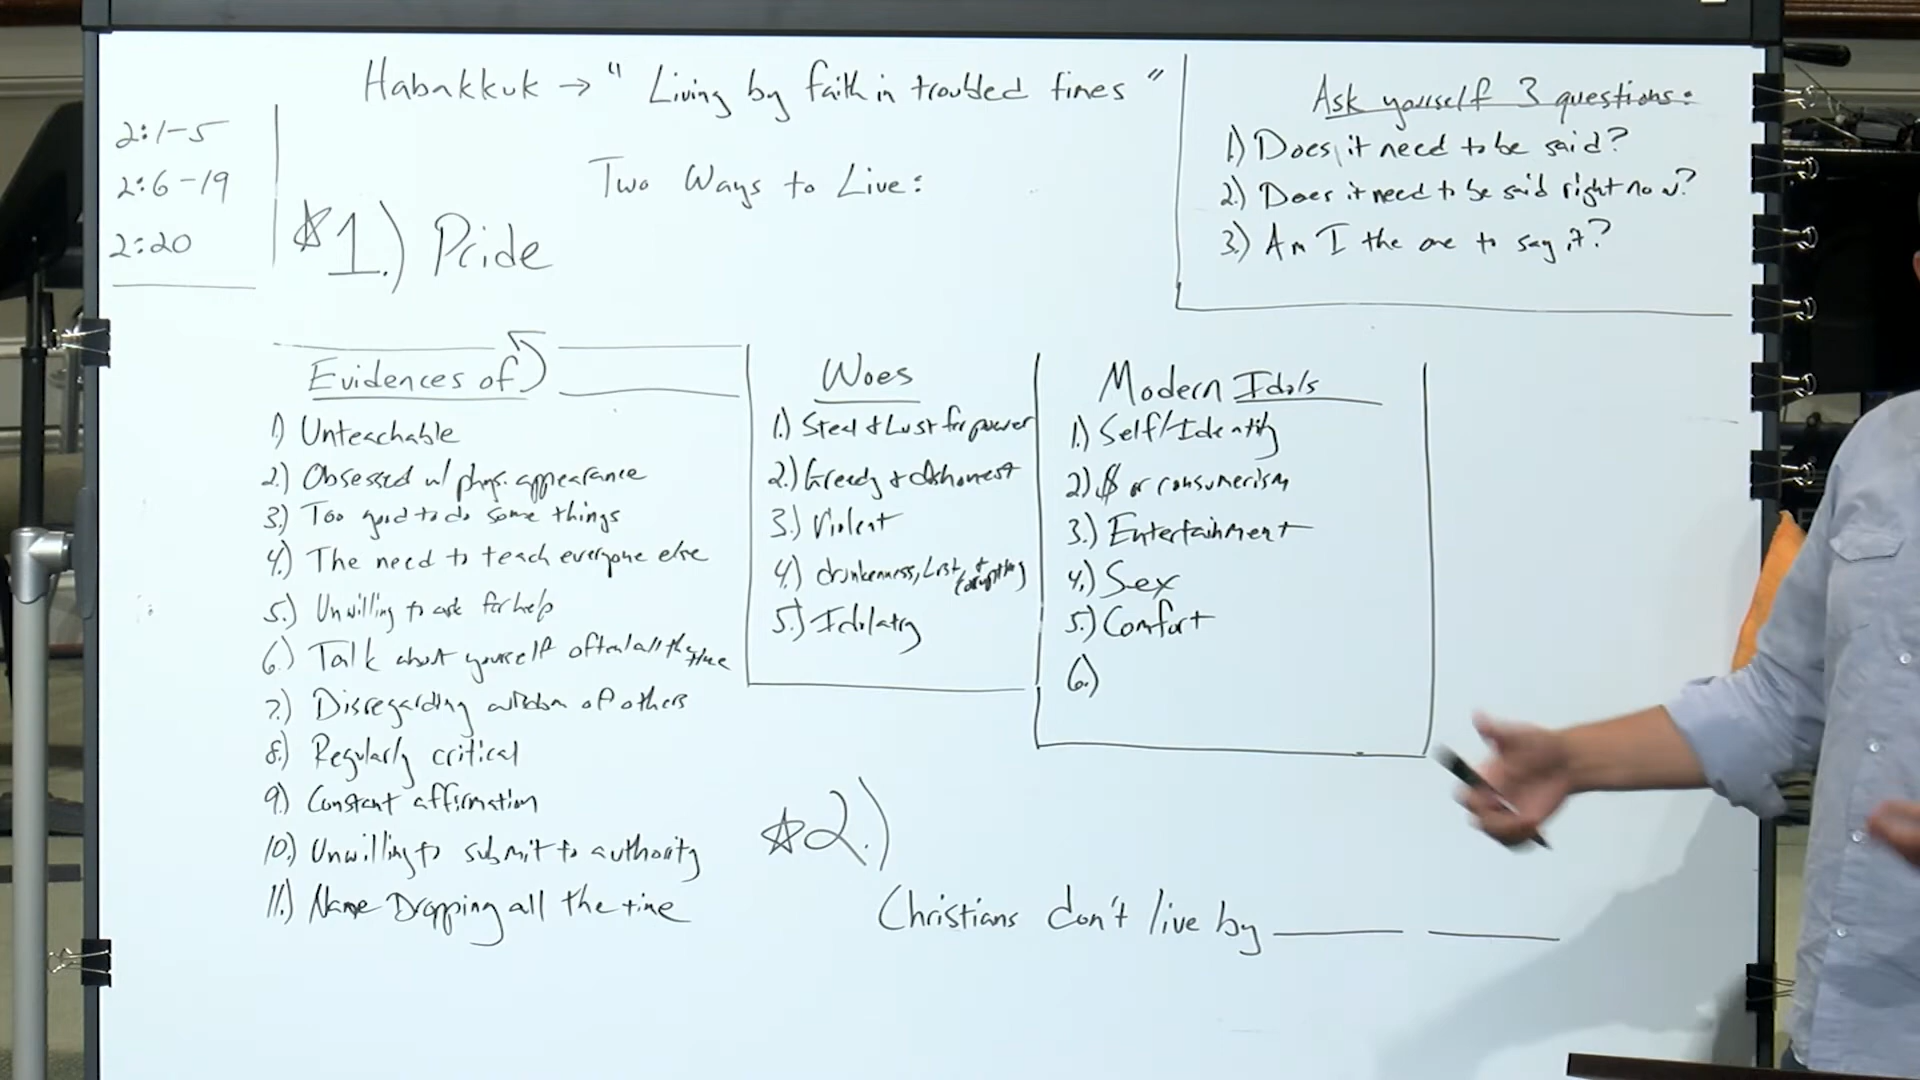 Habakkuk → " Living by faith in troubled times "
2:1-5
2:6-19
2:20
Two Ways to Live:
☆1.) Pride
Ask yourself 3 questions:
1.) Does it need to be said?
2.) Does it need to be said right now?
3.) Am I the one to say it?
Evidences of
1) Unteachable
2.) Obsessed w/ phys. appearance
3.) Too good to do some things
4.) The need to teach everyone else
5.) Unwilling to ask for help
6.) Talk about yourself often/all the time
7.) Disregarding wisdom of others
8.) Regularly critical
9.) Constant affirmation
10.) Unwilling to submit to authority
11.) Name Dropping all the time
Woes
1.) Steal & Lust for power
2.) Greedy & dishonest
3.) Violent
4.) drunkenness, Lust, &
5.) Idolatry
Modern Idols
1.) Self/Identity
2.) $ or consumerism
3.) Entertainment
4.) Sex
5.) Comfort
6.)
☆2.)
Christians don't live by ____ ____